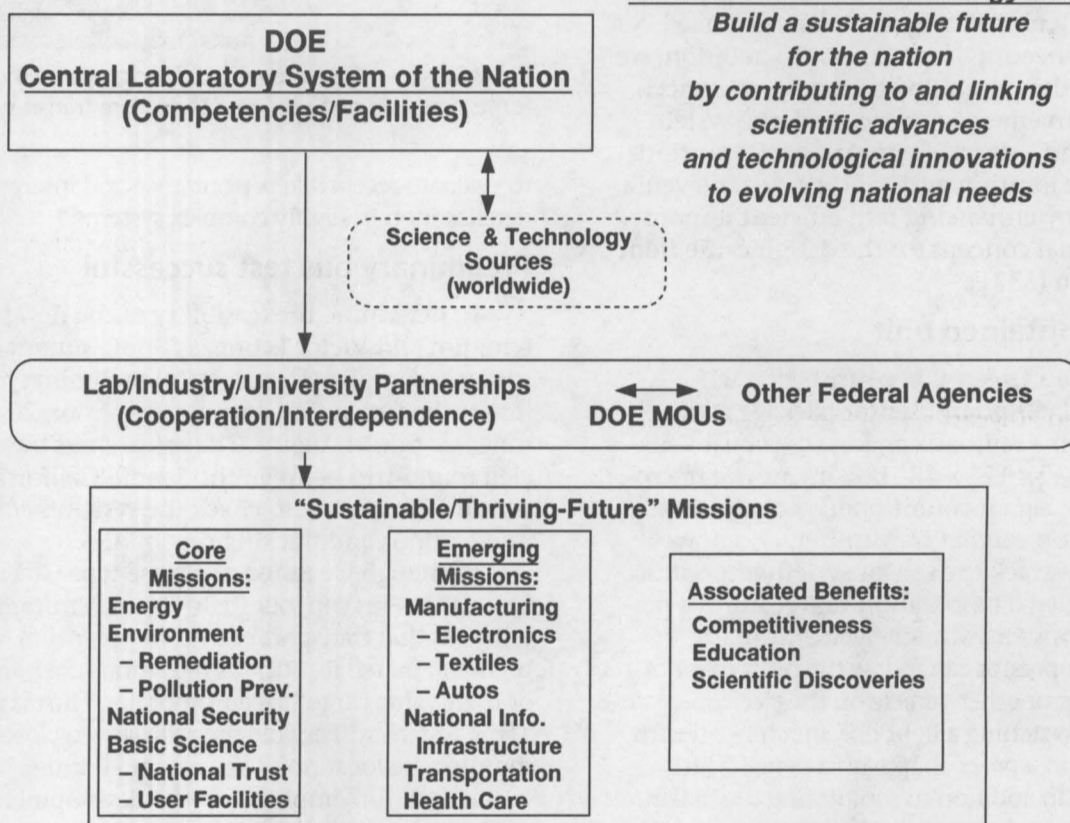 Build a sustainable future
for the nation
by contributing to and linking
scientific advances
and technological innovations
to evolving national needs
DOE
Central Laboratory System of the Nation
(Competencies/Facilities)
Science & Technology
Sources
(worldwide)
Lab/Industry/University Partnerships
(Cooperation/Interdependence)
DOE MOUs
Other Federal Agencies
"Sustainable/Thriving-Future" Missions
Core
Missions:
Energy
Environment
– Remediation
– Pollution Prev.
National Security
Basic Science
– National Trust
– User Facilities
Emerging
Missions:
Manufacturing
– Electronics
– Textiles
– Autos
National Info.
Infrastructure
Transportation
Health Care
Associated Benefits:
Competitiveness
Education
Scientific Discoveries